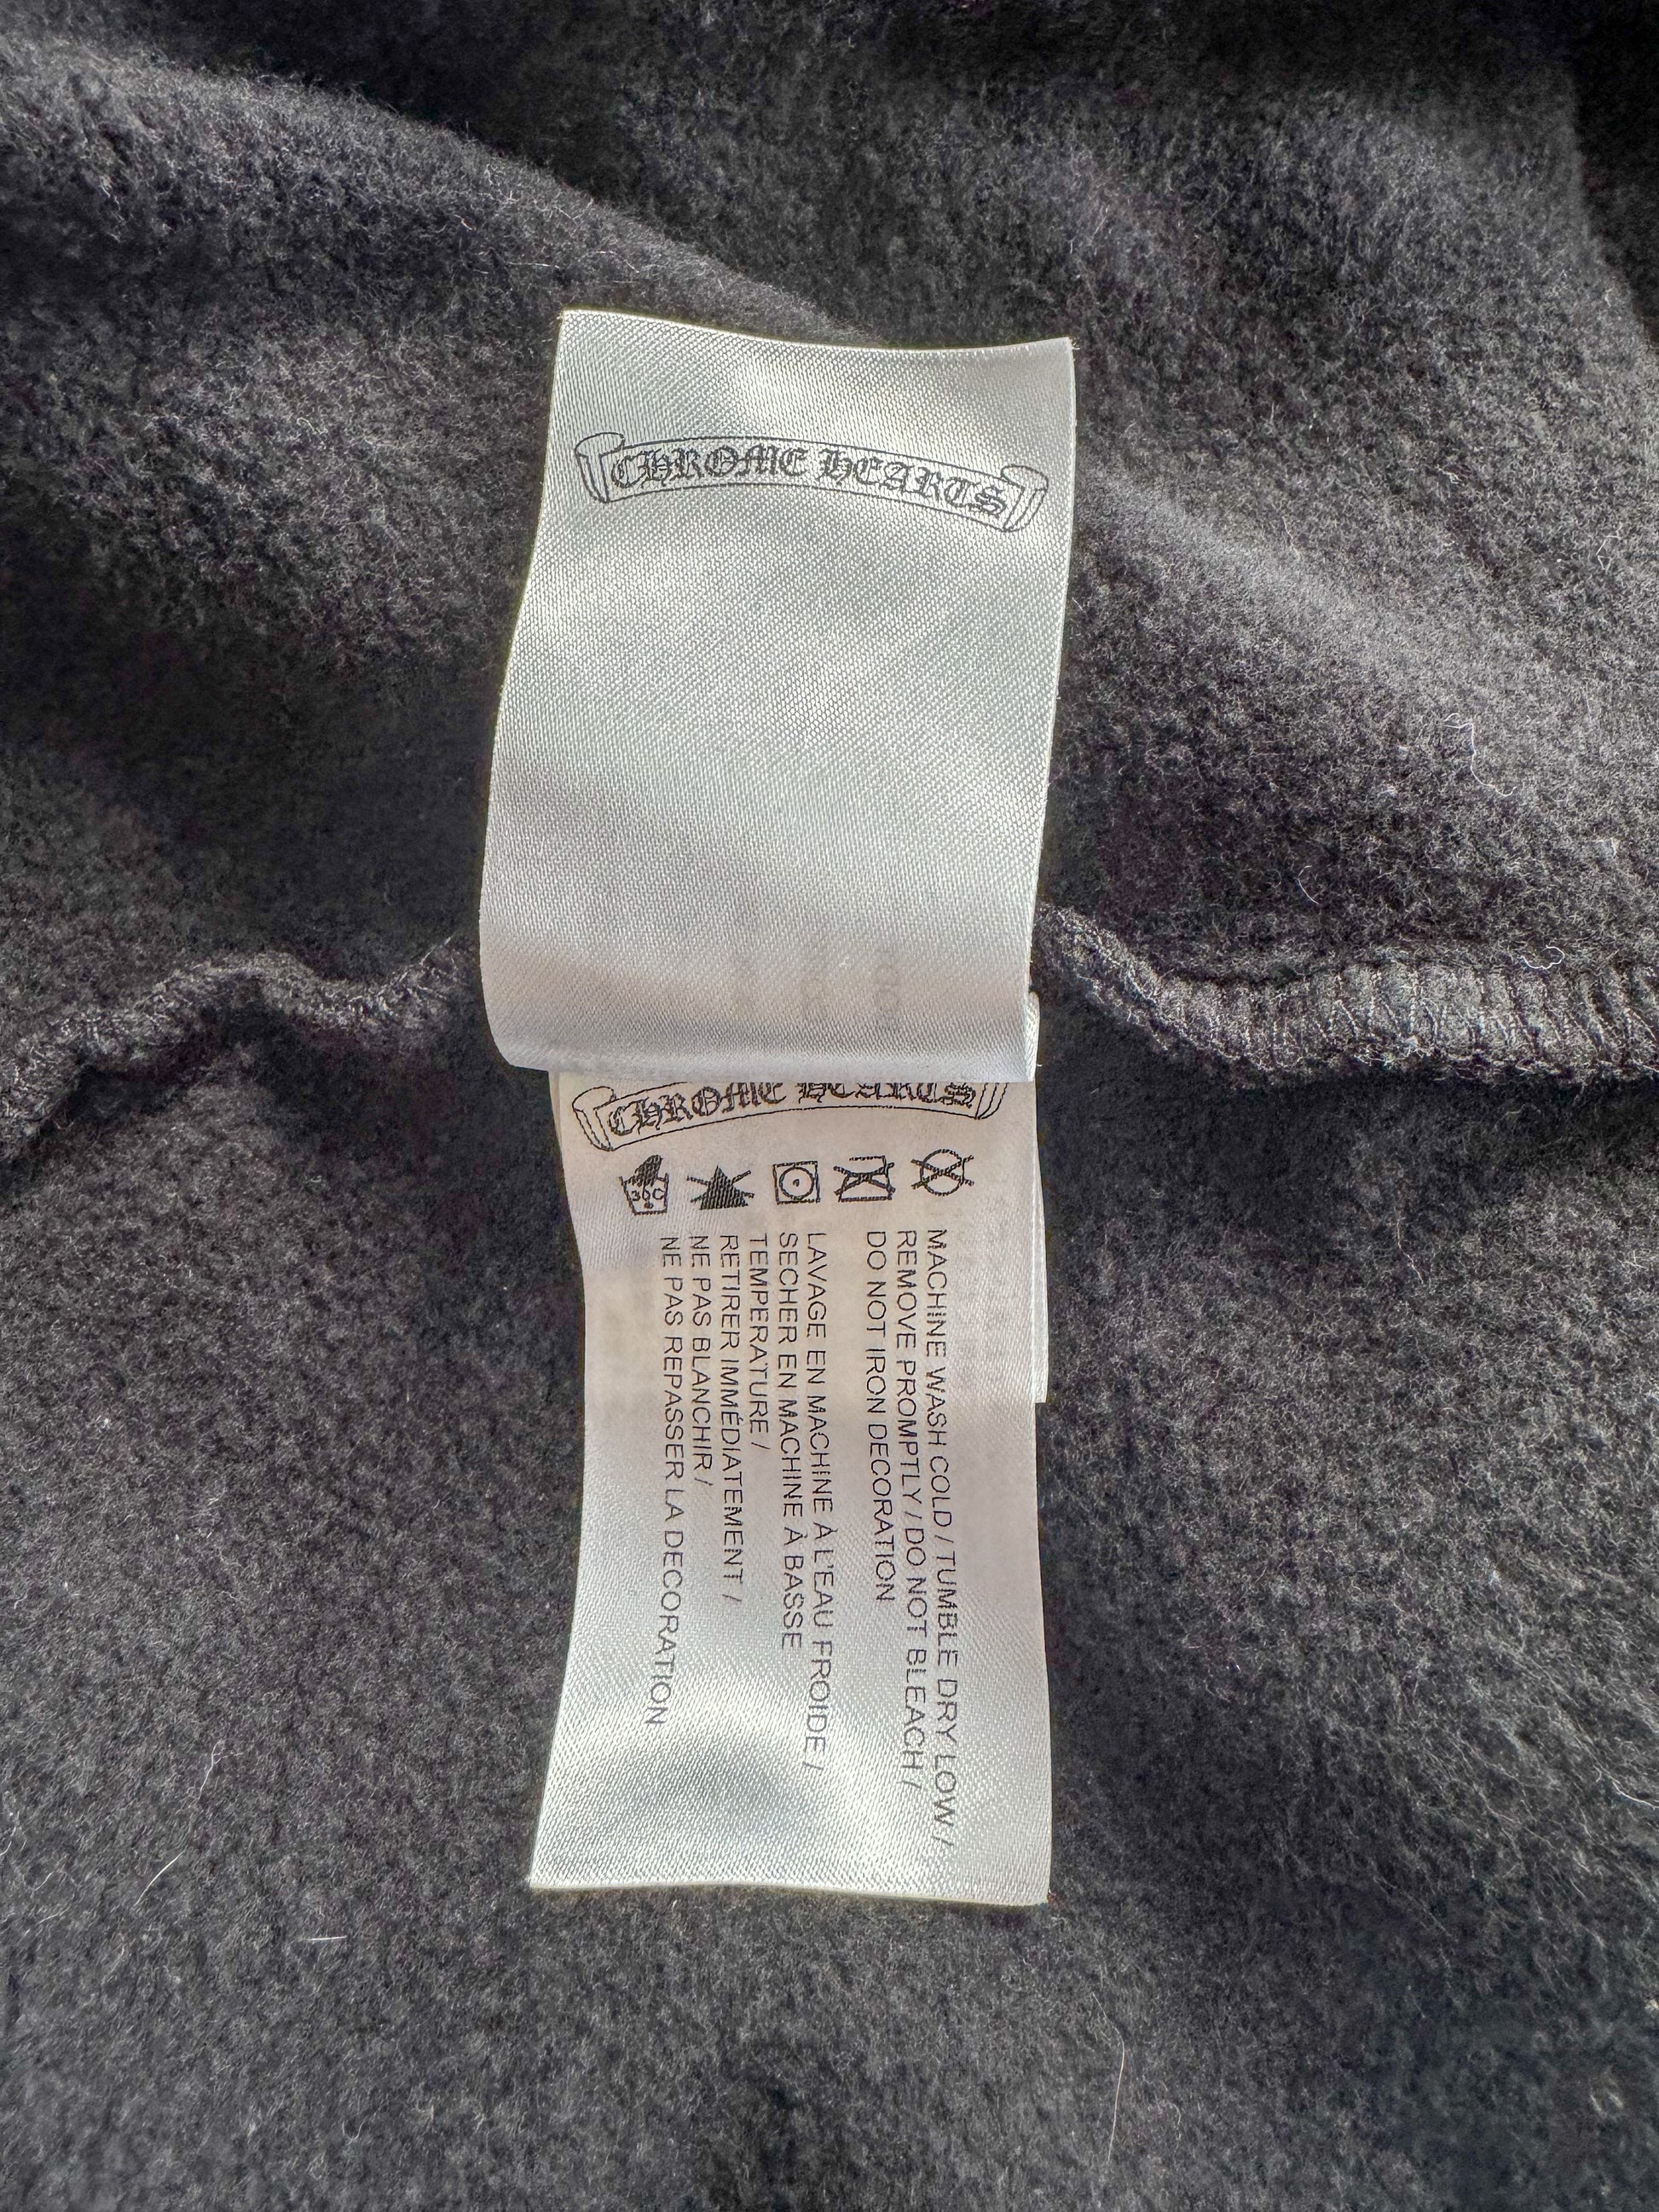 CHROME HEARTS
CHROME HEARTS
30C
MACHINE WASH COLD / TUMBLE DRY LOW /
REMOVE PROMPTLY / DO NOT BLEACH /
DO NOT IRON DECORATION
LAVAGE EN MACHINE À L'EAU FROIDE /
SECHER EN MACHINE À BASSE
TEMPERATURE /
RETIRER IMMÉDIATEMENT /
NE PAS BLANCHIR /
NE PAS REPASSER LA DECORATION